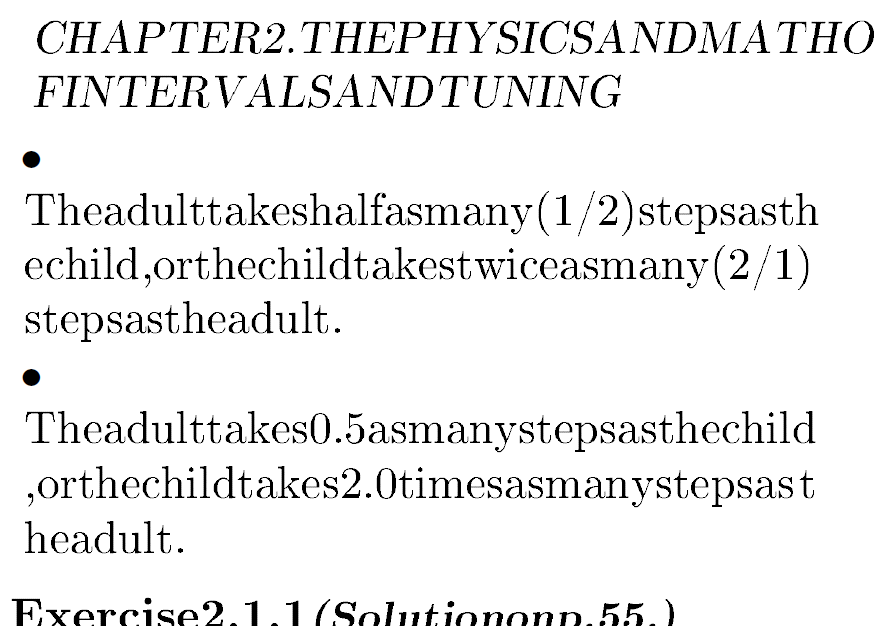 CHAPTER2.THEPHYSICSANDMATHO
FINTERVALSANDTUNING
•
Theadulttakeshalfasmany(1/2)stepsasth
echild,orthechildtakestwiceasmany(2/1)
stepsastheadult.
•
Theadulttakes0.5asmanystepsasthechild
,orthechildtakes2.0timesasmanystepsast
headult.
Exercise2.1.1(Solutiononp.55.)